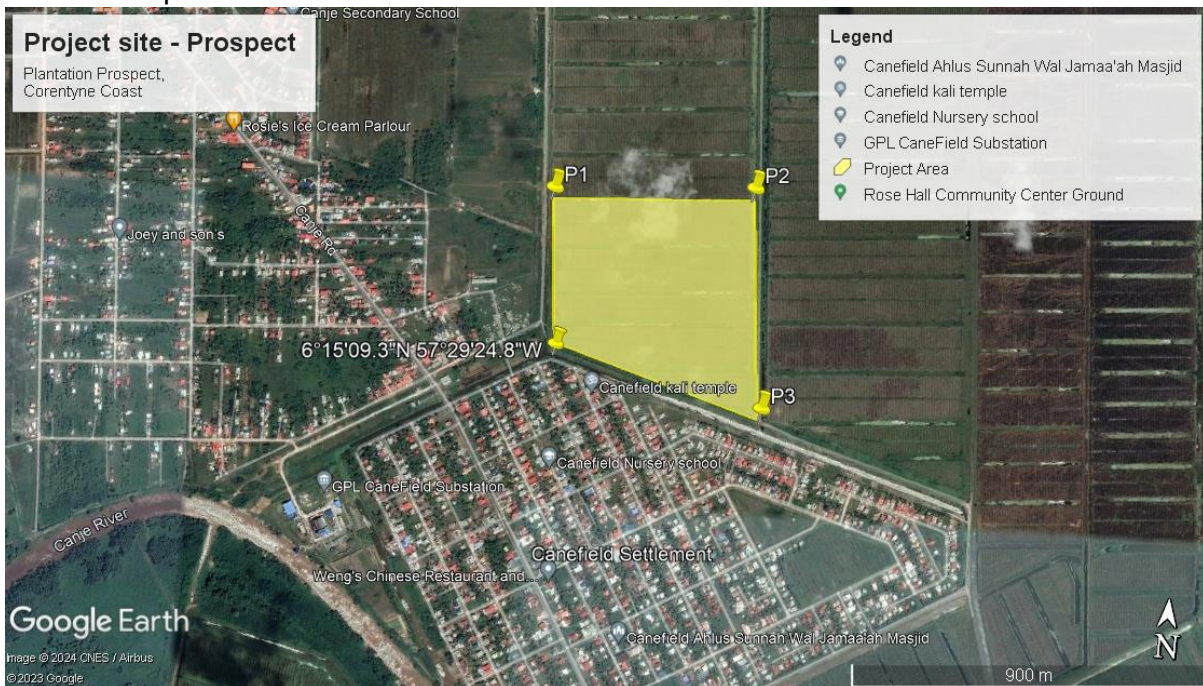 Canje Secondary School
Project site - Prospect
Plantation Prospect,
Corentyne Coast
Legend
Canefield Ahlus Sunnah Wal Jamaa'ah Masjid
Canefield kali temple
Canefield Nursery school
GPL CaneField Substation
Project Area
Rose Hall Community Center Ground
Rosie's Ice Cream Parlour
P1
P2
Joey and son's
Canje Rd
6°15'09.3"N 57°29'24.8"W
Canefield kali temple
P3
Canefield Nursery school
GPL CaneField Substation
Canje River
Canefield Settlement
Weng's Chinese Restaurant and...
Canefield Ahlus Sunnah Wal Jamaa'ah Masjid
Google Earth
Image © 2024 CNES / Airbus
©2023 Google
N
900 m